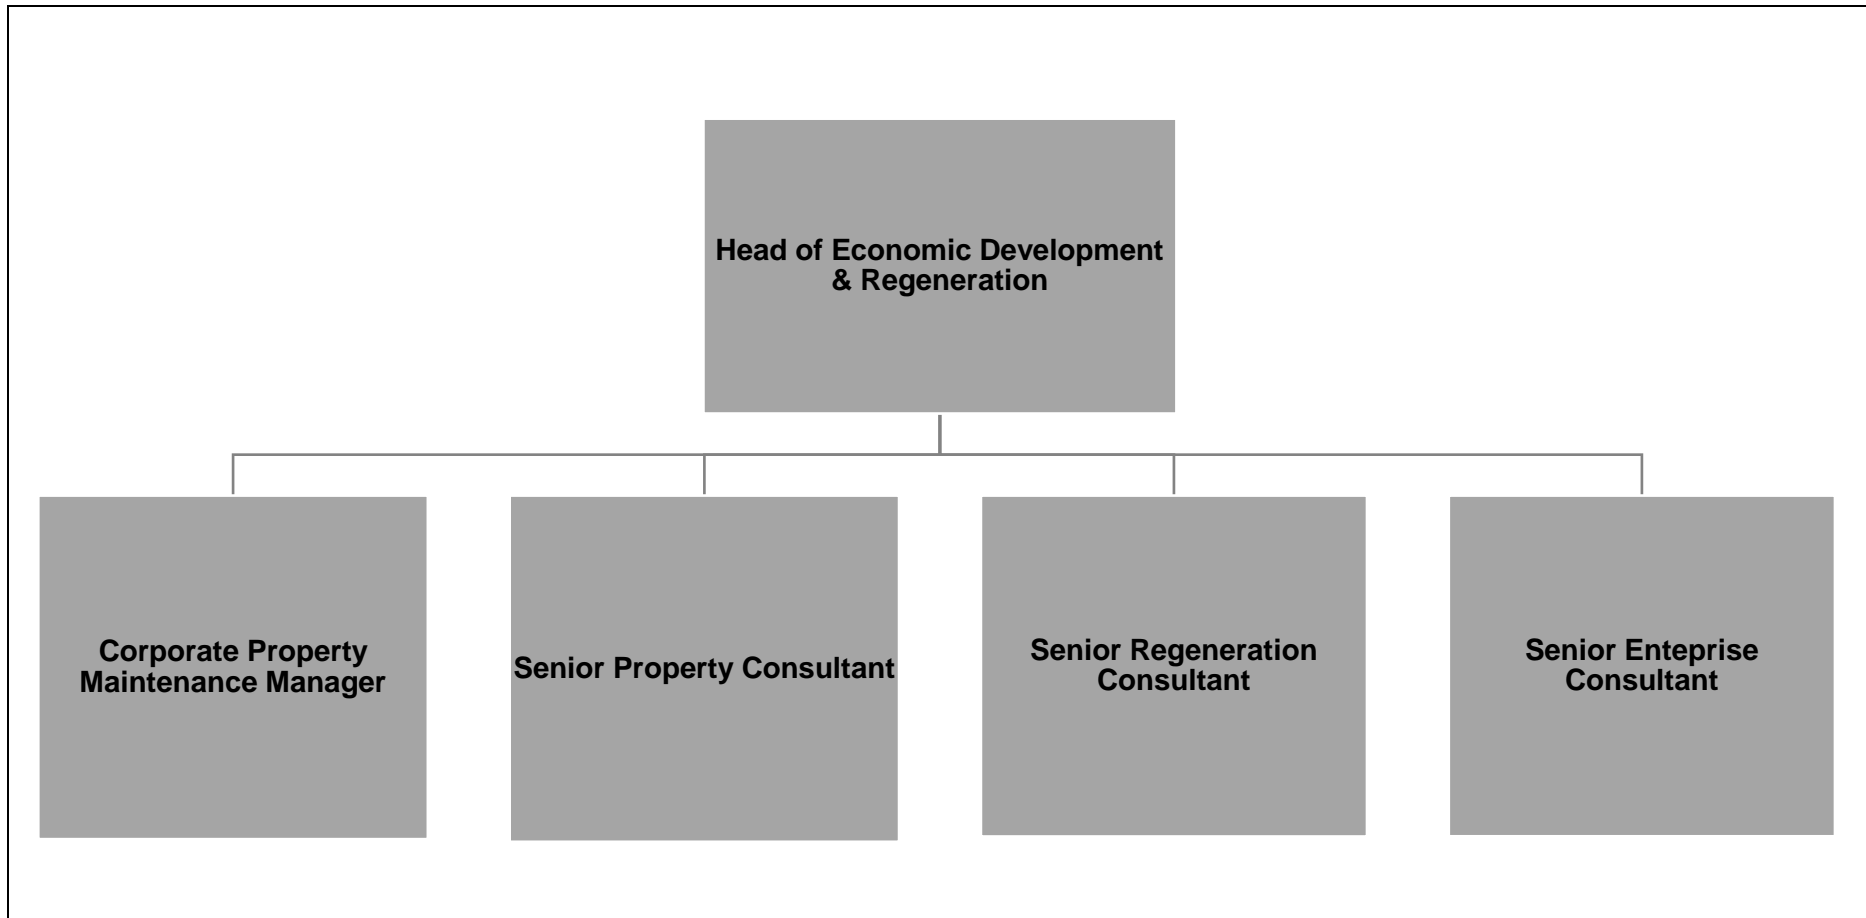 Head of Economic Development
& Regeneration
Corporate Property
Maintenance Manager
Senior Property Consultant
Senior Regeneration
Consultant
Senior Enteprise
Consultant